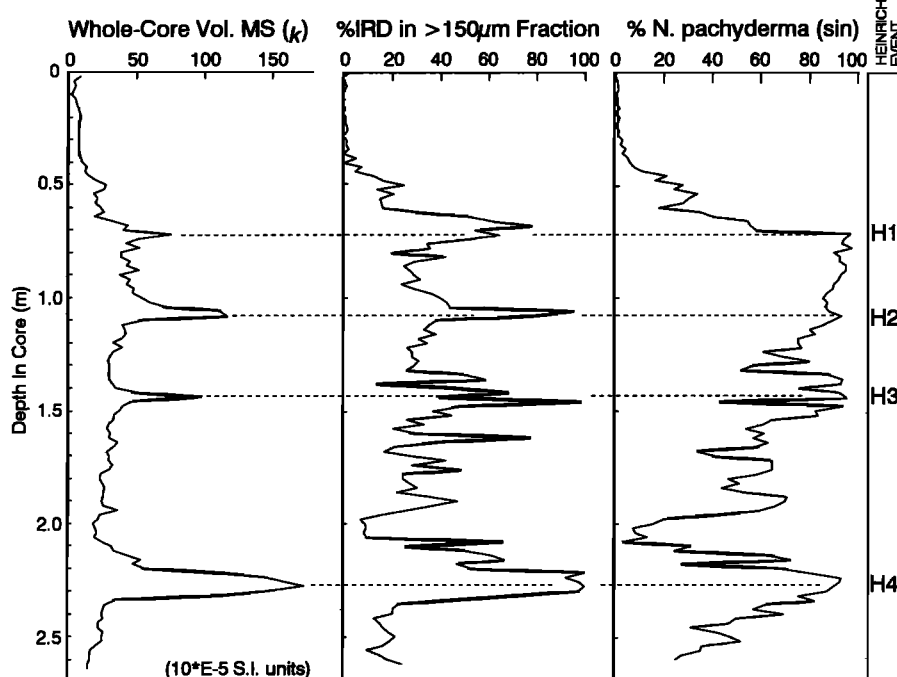 Whole-Core Vol. MS (k)
%IRD in >150µm Fraction
% N. pachyderma (sin)
HEINRICH EVENT
0 50 100 150
0 20 40 60 80 100
0 20 40 60 80 100
0
0.5
1.0
1.5
2.0
2.5
Depth in Core (m)
H1
H2
H3
H4
(10*E-5 S.I. units)